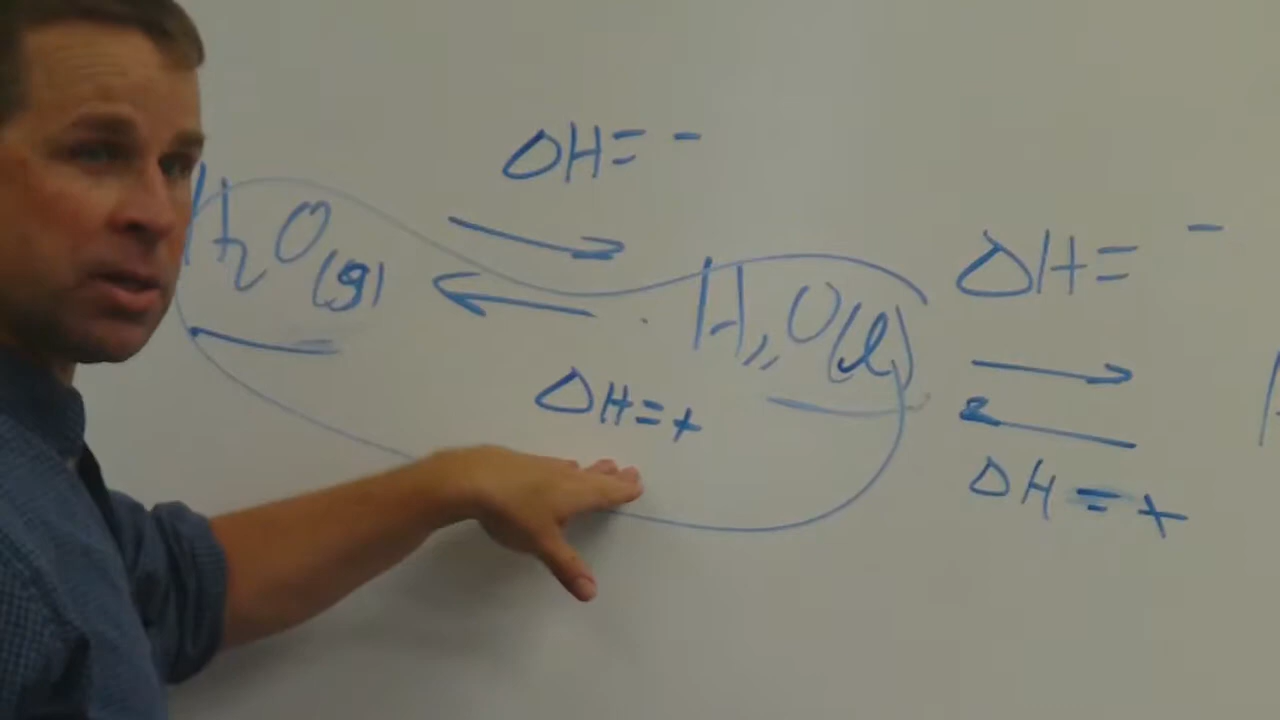 ΔH= -
H2O(g)
H2O(l)
ΔH=+
ΔH= -
ΔH=+